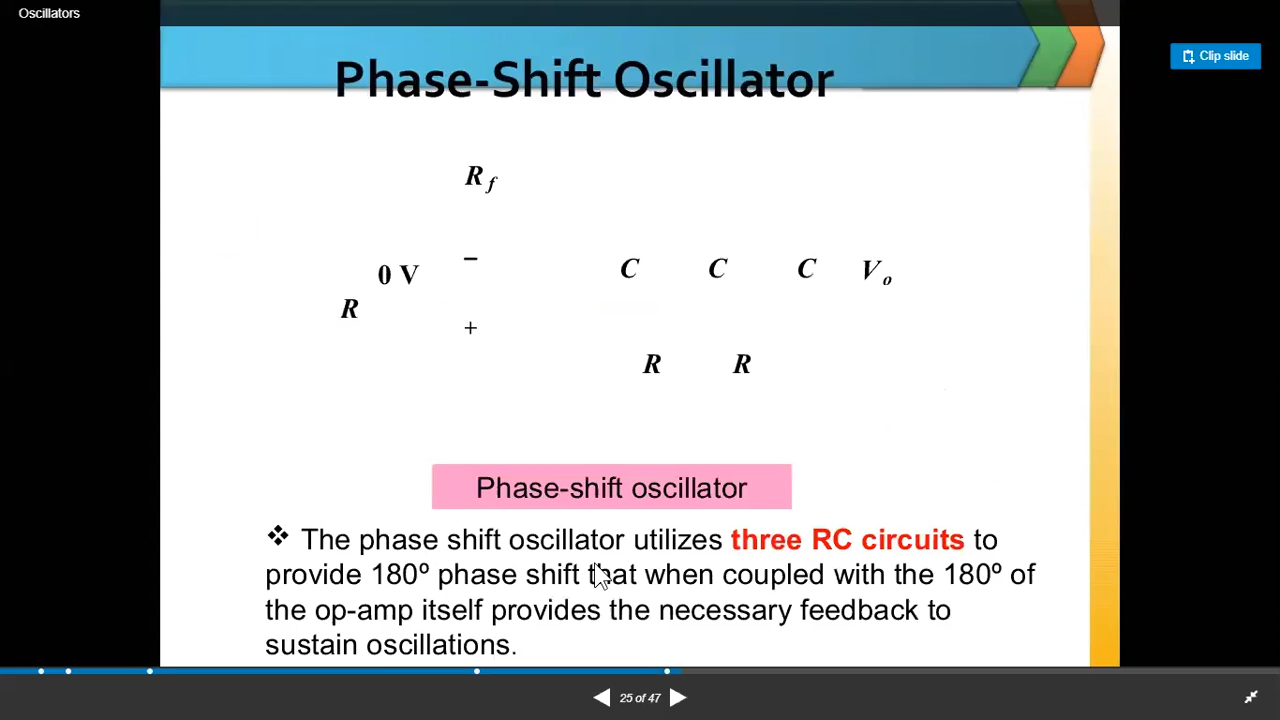 Oscillators
Clip slide
Phase-Shift Oscillator
R f
−
0 V
C C C V o
R
+
R R
Phase-shift oscillator
❖ The phase shift oscillator utilizes three RC circuits to
provide 180º phase shift that when coupled with the 180º of
the op-amp itself provides the necessary feedback to
sustain oscillations.
25 of 47